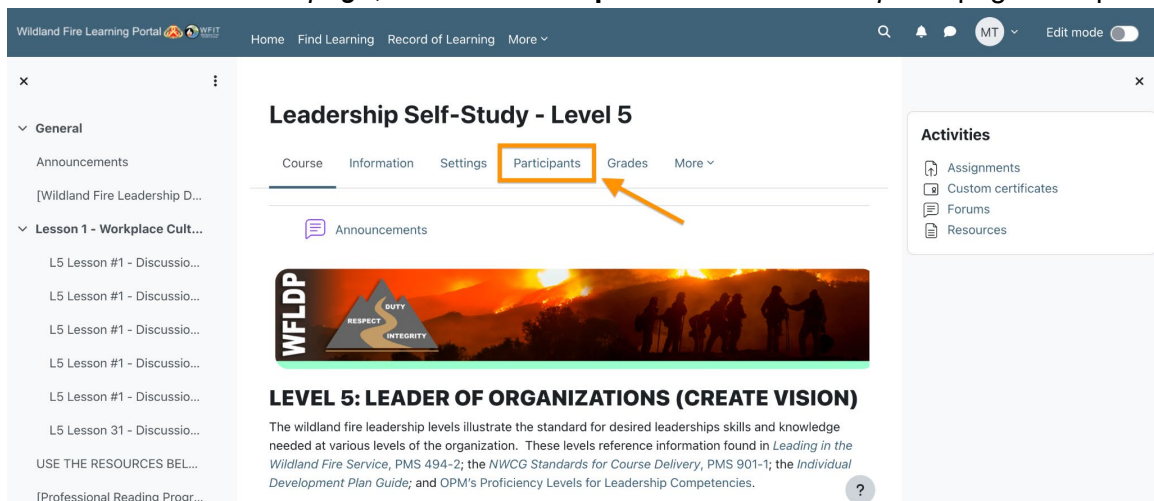 Wildland Fire Learning Portal WFIT
Home Find Learning Record of Learning More
MT
Edit mode
General
Announcements
[Wildland Fire Leadership D...
Lesson 1 - Workplace Cult...
L5 Lesson #1 - Discussio...
L5 Lesson #1 - Discussio...
L5 Lesson #1 - Discussio...
L5 Lesson #1 - Discussio...
L5 Lesson #1 - Discussio...
L5 Lesson 31 - Discussio...
USE THE RESOURCES BEL...
[Professional Reading Progr...
Leadership Self-Study - Level 5
Course Information Settings Participants Grades More
Announcements
WFLDP
DUTY
RESPECT
INTEGRITY
LEVEL 5: LEADER OF ORGANIZATIONS (CREATE VISION)
The wildland fire leadership levels illustrate the standard for desired leaderships skills and knowledge
needed at various levels of the organization. These levels reference information found in Leading in the
Wildland Fire Service, PMS 494-2; the NWCG Standards for Course Delivery, PMS 901-1; the Individual
Development Plan Guide; and OPM's Proficiency Levels for Leadership Competencies.
?
Activities
Assignments
Custom certificates
Forums
Resources